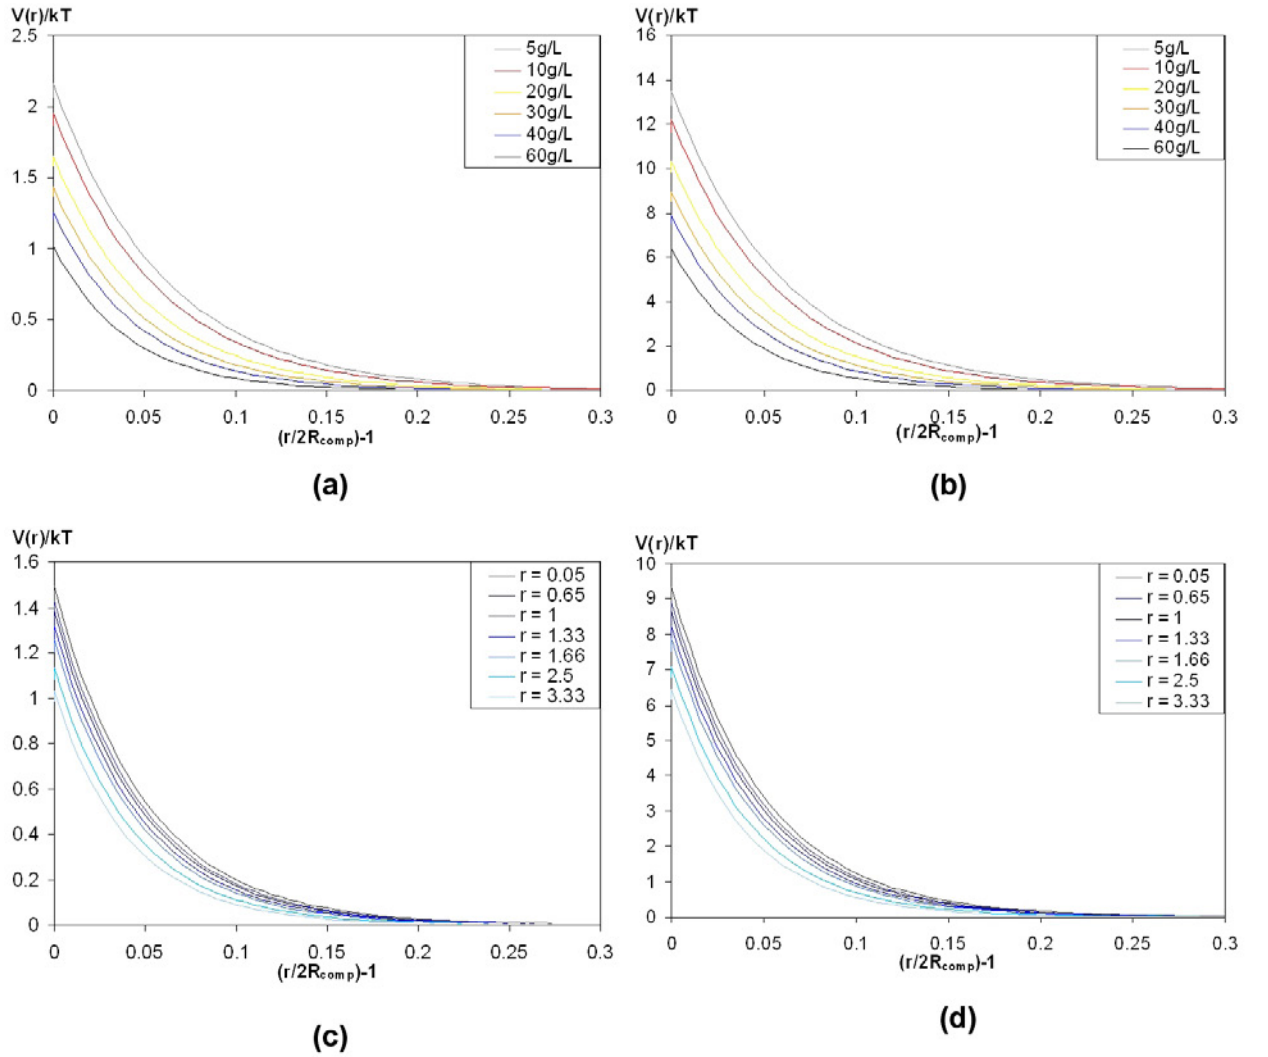 V(r)/kT
2.5
2
1.5
1
0.5
0
0 0.05 0.1 0.15 0.2 0.25 0.3
(r/2Rcomp)-1
5g/L
10g/L
20g/L
30g/L
40g/L
60g/L
(a)
V(r)/kT
16
14
12
10
8
6
4
2
0
0 0.05 0.1 0.15 0.2 0.25 0.3
(r/2Rcomp)-1
5g/L
10g/L
20g/L
30g/L
40g/L
60g/L
(b)
V(r)/kT
1.6
1.4
1.2
1
0.8
0.6
0.4
0.2
0
0 0.05 0.1 0.15 0.2 0.25 0.3
(r/2Rcomp)-1
r = 0.05
r = 0.65
r = 1
r = 1.33
r = 1.66
r = 2.5
r = 3.33
(c)
V(r)/kT
10
9
8
7
6
5
4
3
2
1
0
0 0.05 0.1 0.15 0.2 0.25 0.3
(r/2Rcomp)-1
r = 0.05
r = 0.65
r = 1
r = 1.33
r = 1.66
r = 2.5
r = 3.33
(d)